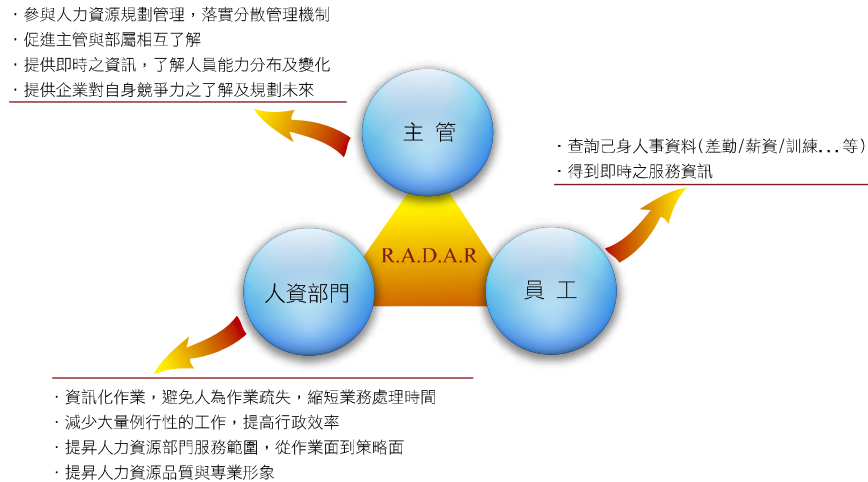 · 參與人力資源規劃管理，落實分散管理機制
· 促進主管與部屬相互了解
· 提供即時之資訊，了解人員能力分布及變化
· 提供企業對自身競爭力之了解及規劃未來
主 管
· 查詢己身人事資料(差勤/薪資/訓練...等)
· 得到即時之服務資訊
R.A.D.A.R
人資部門
員 工
· 資訊化作業，避免人為作業疏失，縮短業務處理時間
· 減少大量例行性的工作，提高行政效率
· 提昇人力資源部門服務範圍，從作業面到策略面
· 提昇人力資源品質與專業形象